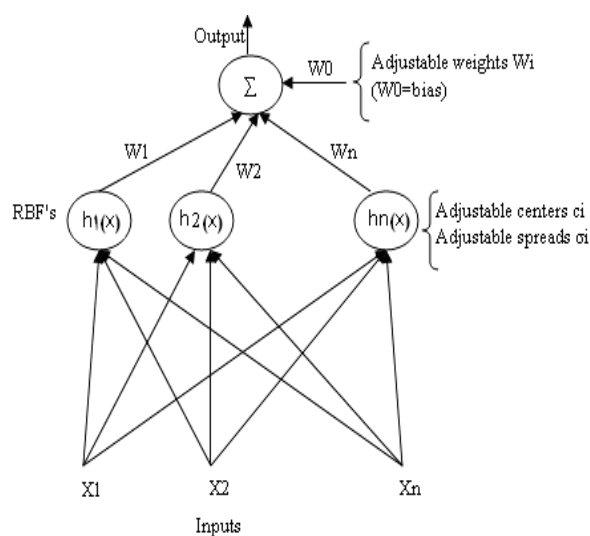 Output
W0
Adjustable weights Wi
(W0=bias)
Σ
W1
W2
Wn
RBF's
h1(x)
h2(x)
hn(x)
Adjustable centers ci
Adjustable spreads σi
X1
X2
Xn
Inputs